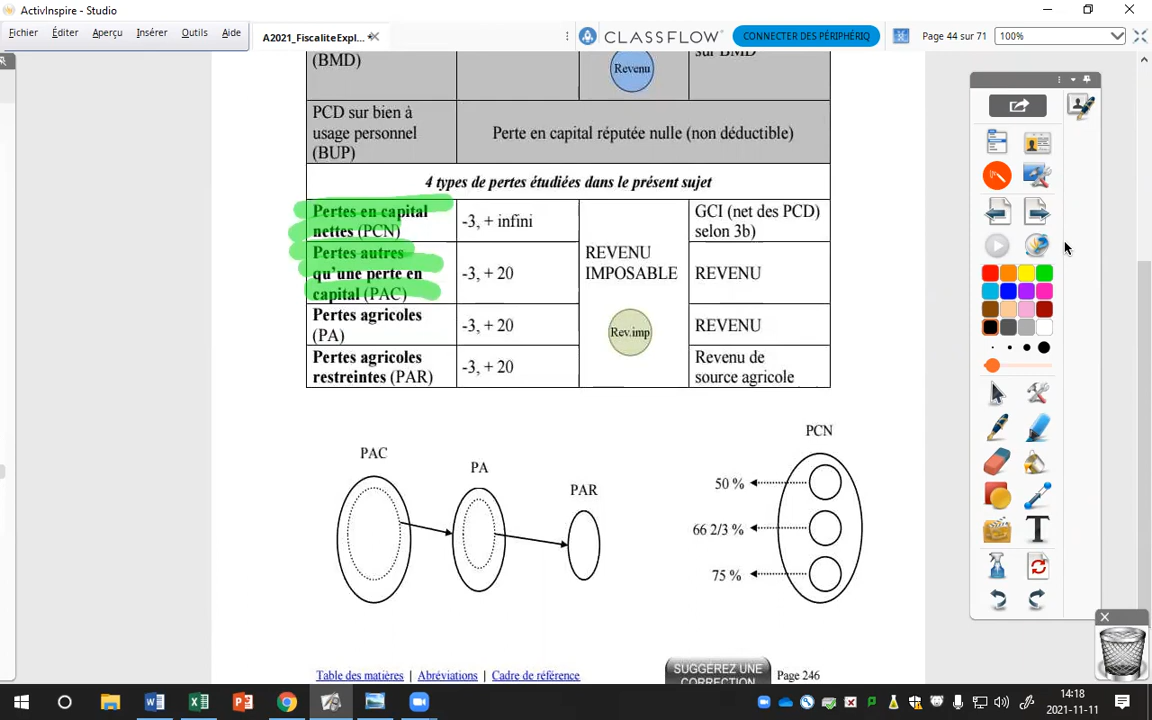 ActivInspire - Studio
Fichier Éditer Aperçu Insérer Outils Aide
A2021_FiscaliteExpl...
CLASSFLOW
CONNECTER DES PÉRIPHÉRIQ
Page 44 sur 71
100%
(BMD)
Revenu
sur BMD
PCD sur bien à
usage personnel
(BUP)
Perte en capital réputée nulle (non déductible)
4 types de pertes étudiées dans le présent sujet
Pertes en capital
nettes (PCN)
-3, + infini
GCI (net des PCD)
selon 3b)
Pertes autres
qu'une perte en
capital (PAC)
-3, + 20
REVENU
IMPOSABLE
REVENU
Pertes agricoles
(PA)
-3, + 20
Rev.imp
REVENU
Pertes agricoles
restreintes (PAR)
-3, + 20
Revenu de
source agricole
PAC
PA
PAR
PCN
50 %
66 2/3 %
75 %
Table des matières | Abréviations | Cadre de référence
SUGGÉREZ UNE
CORRECTION
Page 246
14:18
2021-11-11